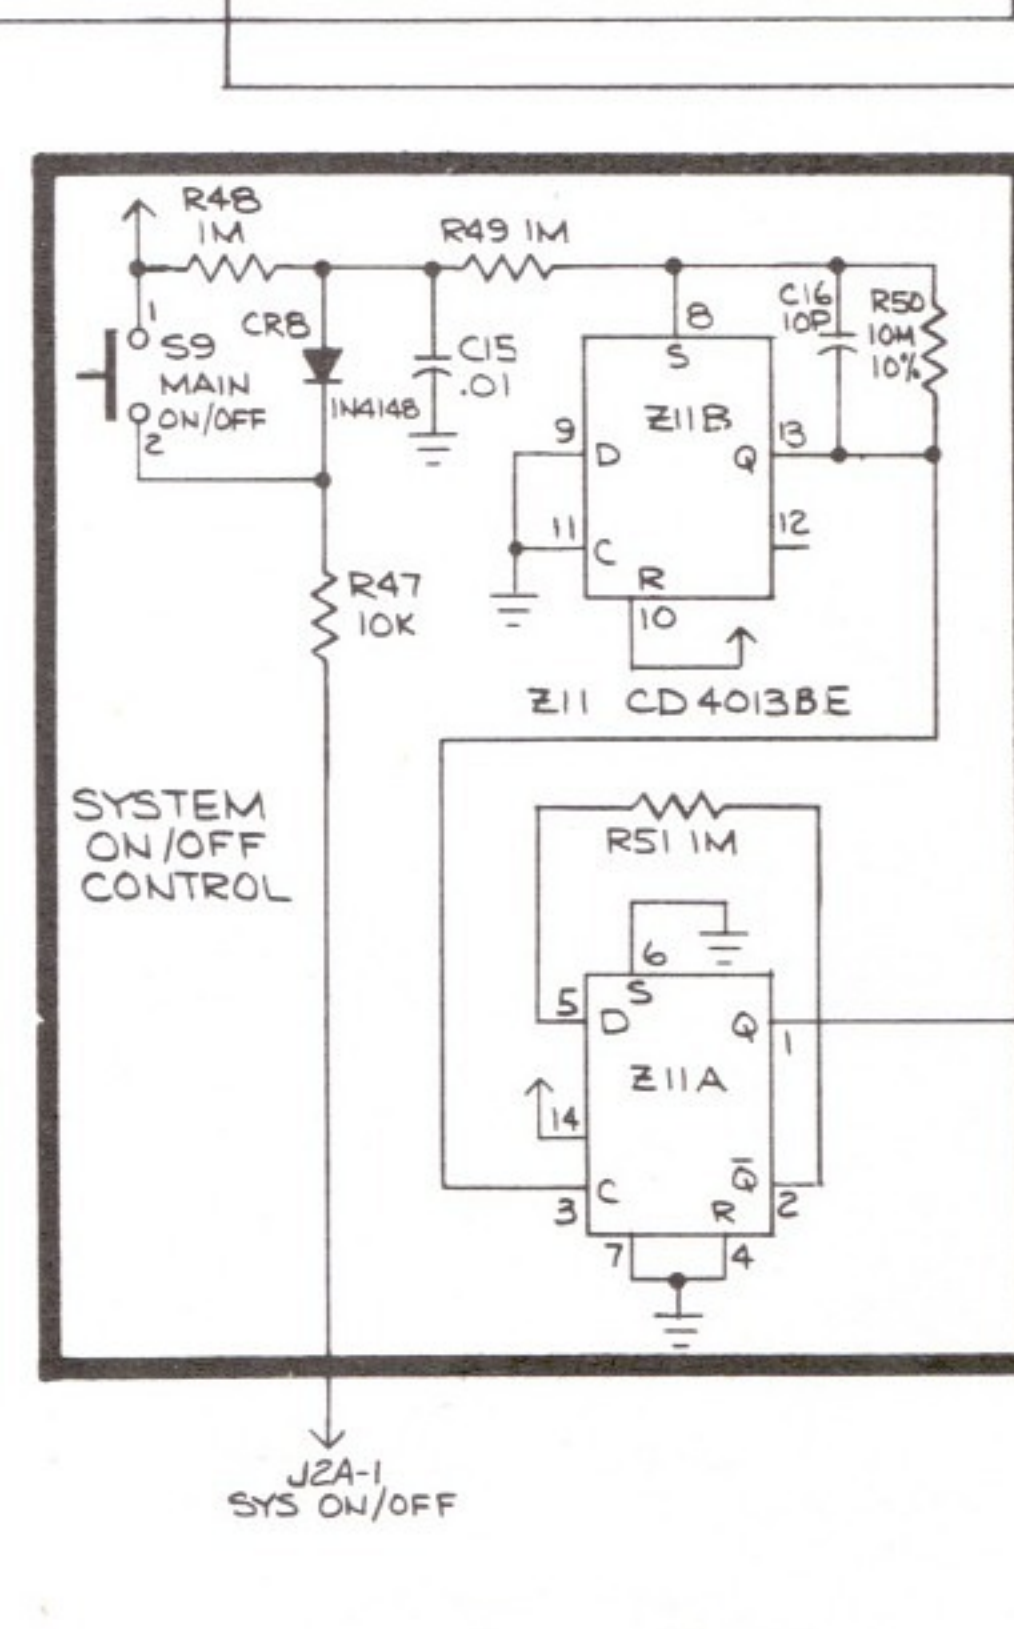 R48
1M
R49 1M
1
S9
MAIN
ON/OFF
2
CR8
1N4148
C15
.01
8
S
C16
10P
R50
10M
10%
Z11B
9
D
Q
13
11
C
12
R
10
R47
10K
Z11 CD4013BE
SYSTEM
ON/OFF
CONTROL
R51 1M
6
S
5
D
Q
1
Z11A
14
C
3
Q̅
2
R
7
4
J2A-1
SYS ON/OFF